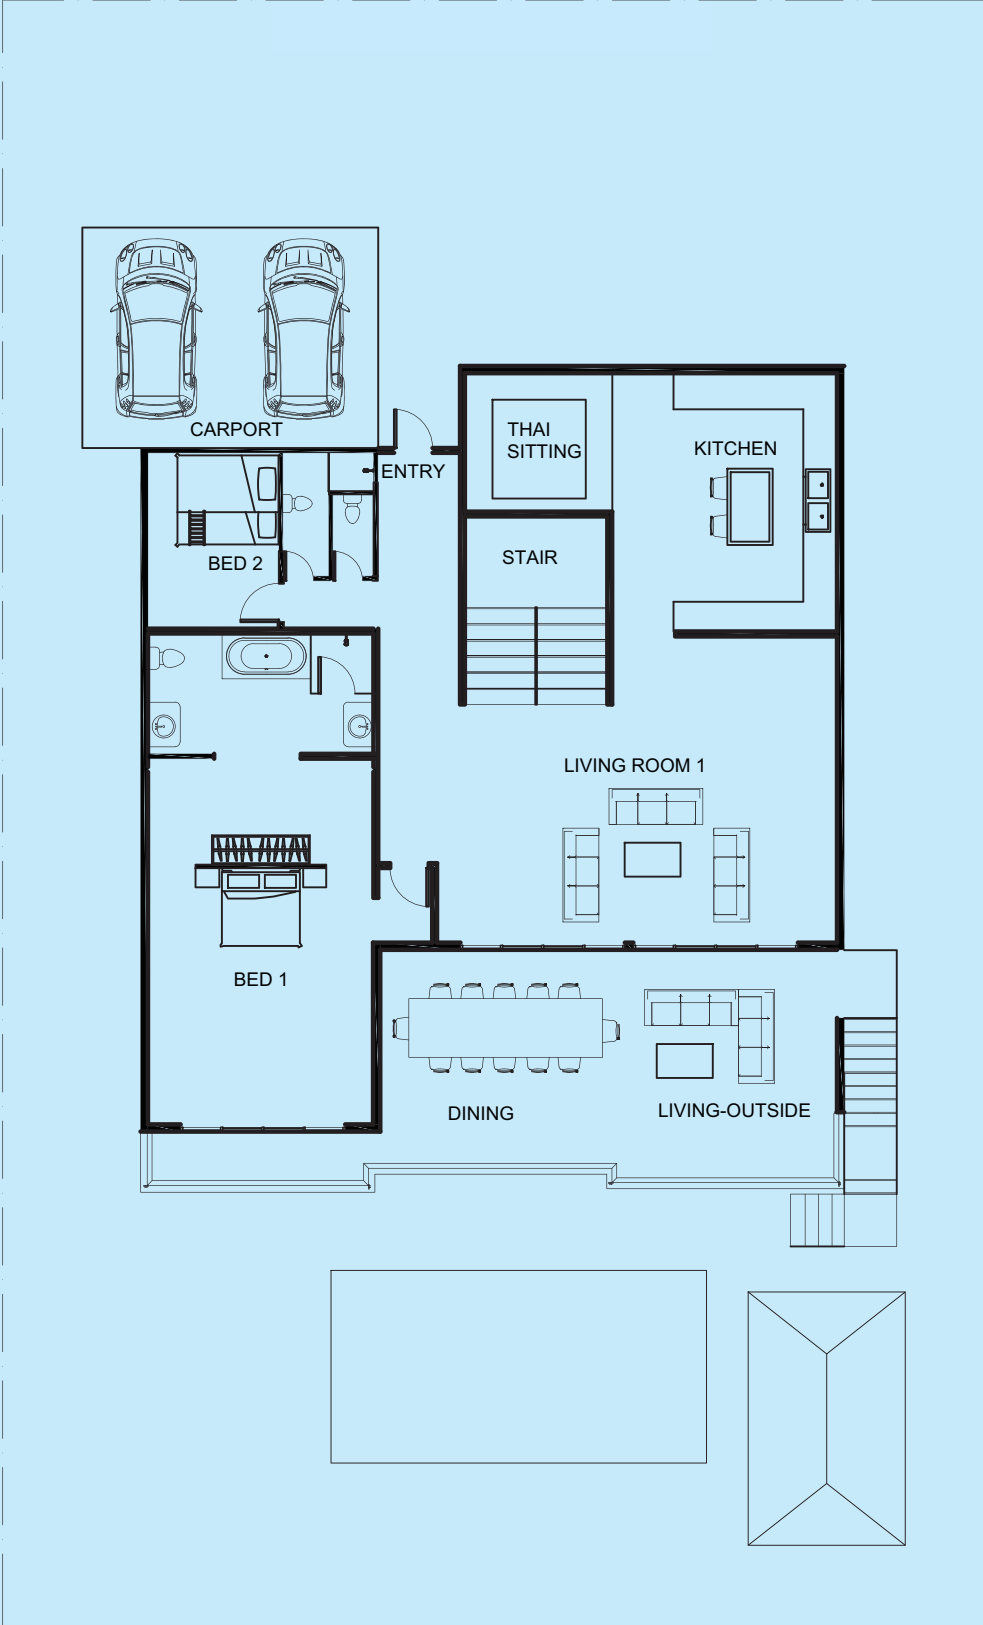 CARPORT
ENTRY
THAI
SITTING
KITCHEN
BED 2
STAIR
LIVING ROOM 1
BED 1
DINING
LIVING-OUTSIDE